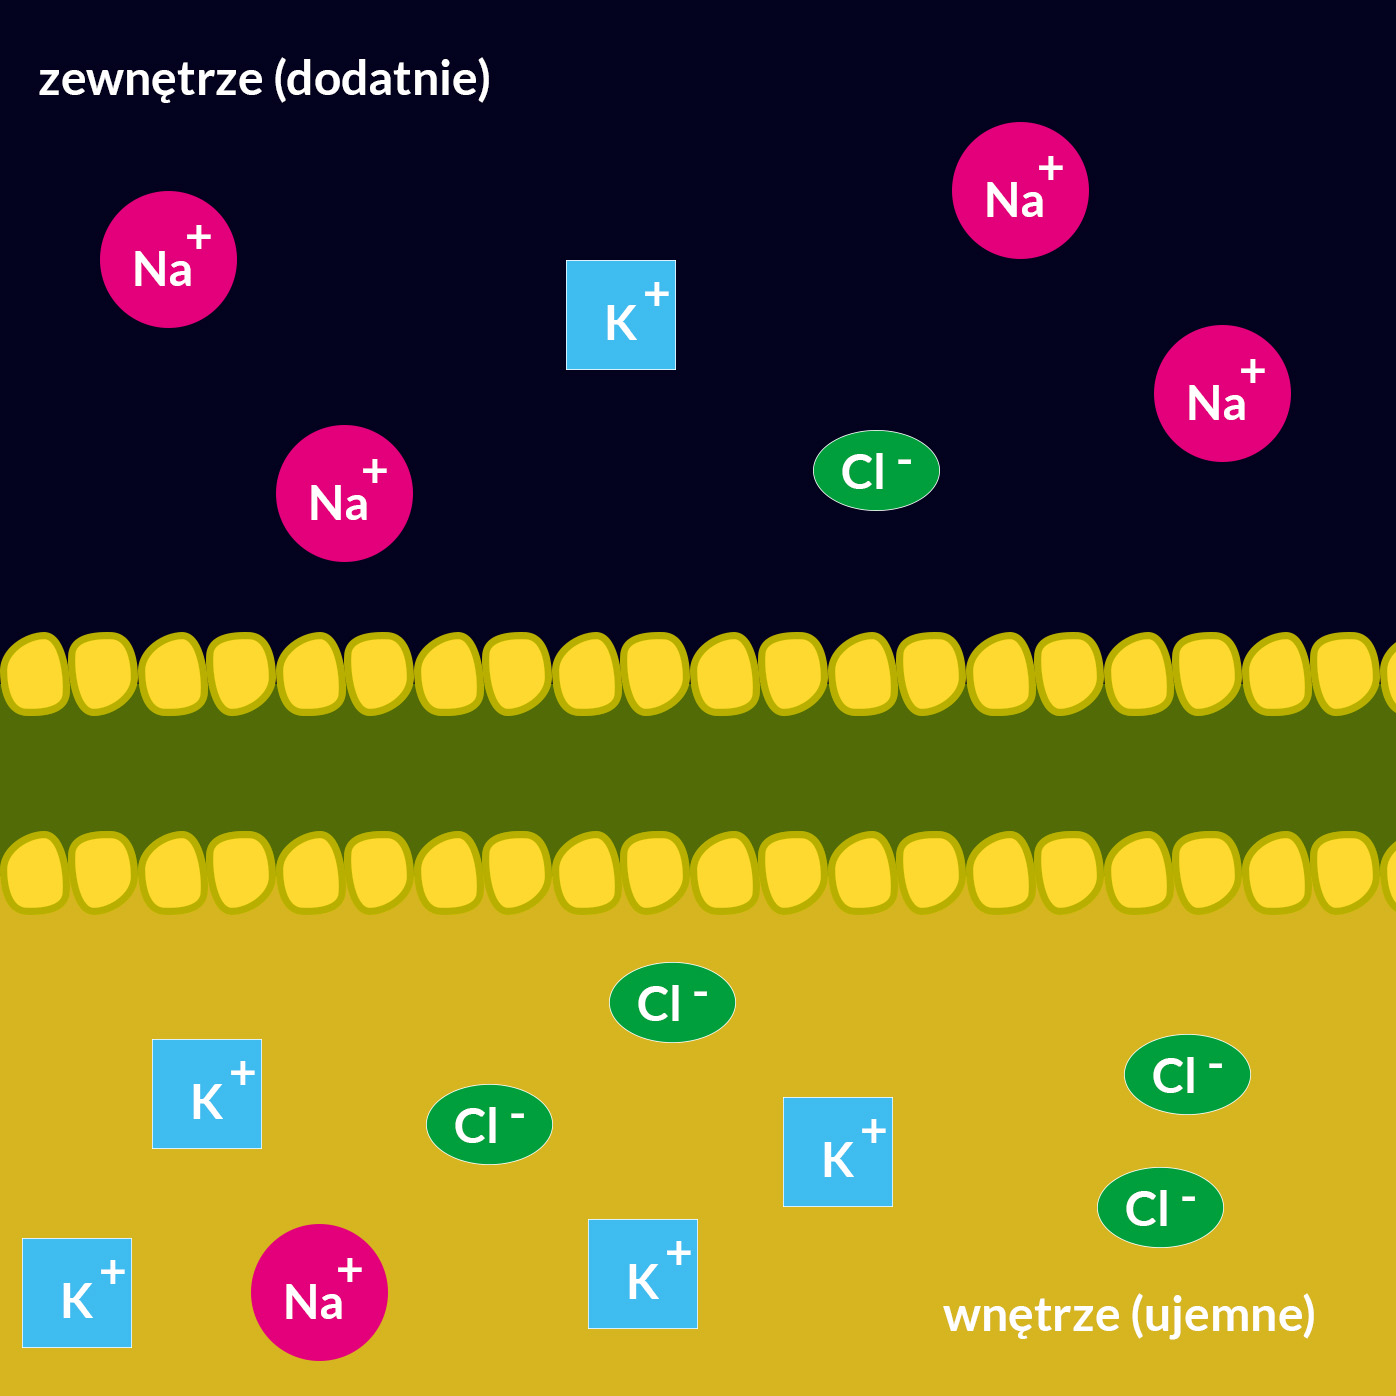 zewnętrze (dodatnie)
Na+
Na+
K+
Na+
Na+
Cl -
Cl -
K+
Cl -
K+
Cl -
Cl -
K+
Na+
K+
wnętrze (ujemne)